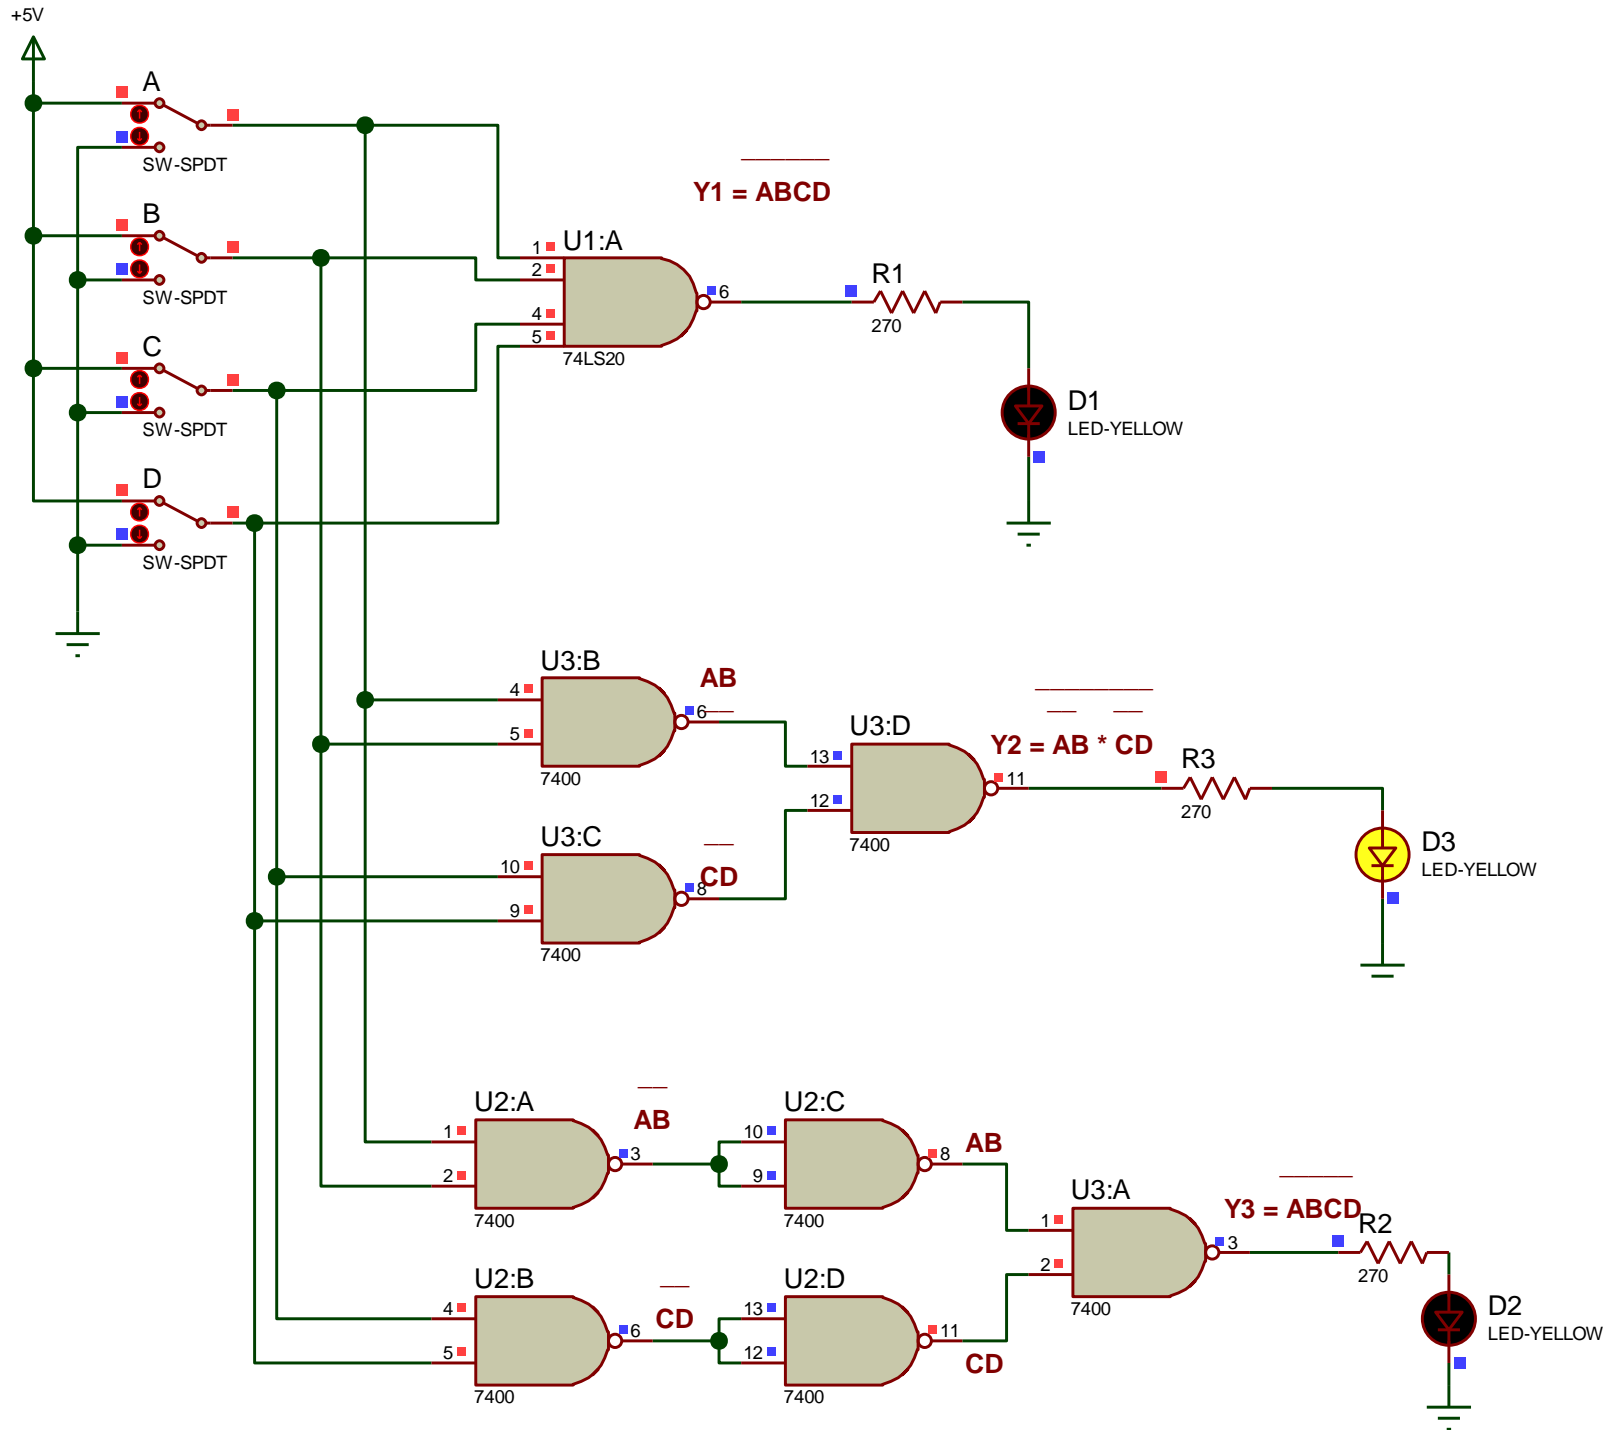 +5V
A
SW-SPDT
B
SW-SPDT
C
SW-SPDT
D
SW-SPDT
Y1 = ABCD
U1:A
1
2
4
5
6
74LS20
R1
270
D1
LED-YELLOW
U3:B
AB
4
5
6
7400
U3:C
CD
10
9
8
7400
U3:D
13
12
11
7400
Y2 = AB * CD
R3
270
D3
LED-YELLOW
U2:A
AB
1
2
3
7400
U2:C
10
9
8
AB
7400
U2:B
CD
4
5
6
7400
U2:D
13
12
11
CD
7400
U3:A
1
2
3
7400
Y3 = ABCD
R2
270
D2
LED-YELLOW